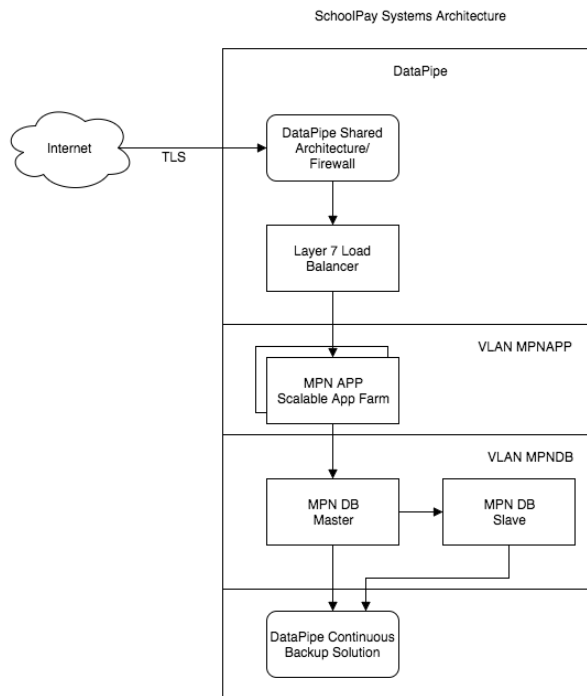 SchoolPay Systems Architecture
DataPipe
DataPipe Shared
Architecture/
Firewall
Internet
TLS
Layer 7 Load
Balancer
VLAN MPNAPP
MPN APP
Scalable App Farm
VLAN MPNDB
MPN DB
Master
MPN DB
Slave
DataPipe Continuous
Backup Solution